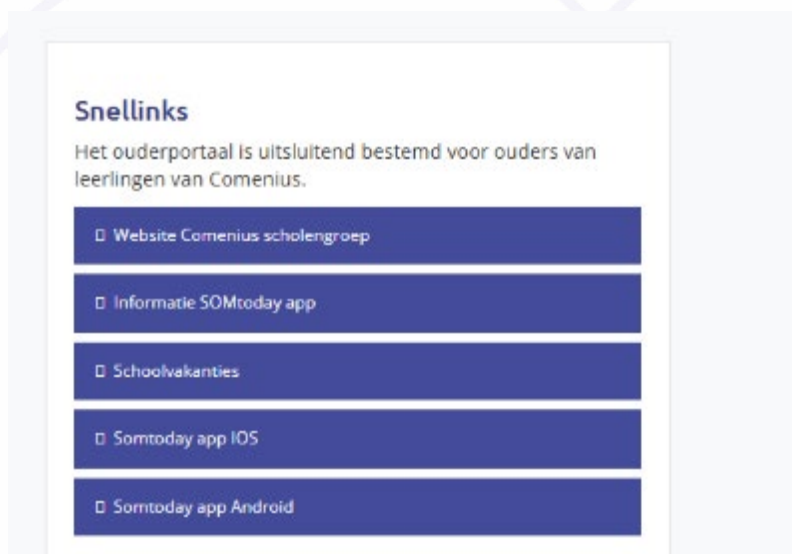 Snellinks
Het ouderportaal is uitsluitend bestemd voor ouders van
leerlingen van Comenius.
Website Comenius scholengroep
Informatie SOMtoday app
Schoolvakanties
Somtoday app IOS
Somtoday app Android